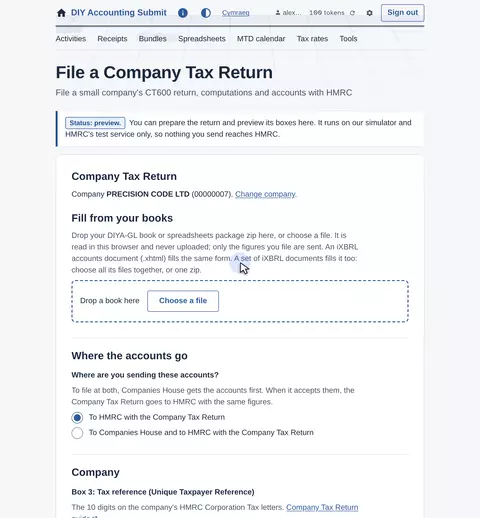 DIY Accounting Submit
Cymraeg
alex...
100 tokens
Sign out
Activities Receipts Bundles Spreadsheets MTD calendar Tax rates Tools
File a Company Tax Return
File a small company's CT600 return, computations and accounts with HMRC
Status: preview. You can prepare the return and preview its boxes here. It runs on our simulator and
HMRC's test service only, so nothing you send reaches HMRC.
Company Tax Return
Company PRECISION CODE LTD (00000007). Change company.
Fill from your books
Drop your DIYA-GL book or spreadsheets package zip here, or choose a file. It is
read in this browser and never uploaded; only the figures you file are sent. An iXBRL
accounts document (.xhtml) fills the same form. A set of iXBRL documents fills it too:
choose all its files together, or one zip.
Drop a book here
Choose a file
Where the accounts go
Where are you sending these accounts?
To file at both, Companies House gets the accounts first. When it accepts them, the
Company Tax Return goes to HMRC with the same figures.
To HMRC with the Company Tax Return
To Companies House and to HMRC with the Company Tax Return
Company
Box 3: Tax reference (Unique Taxpayer Reference)
The 10 digits on the company's HMRC Corporation Tax letters. Company Tax Return